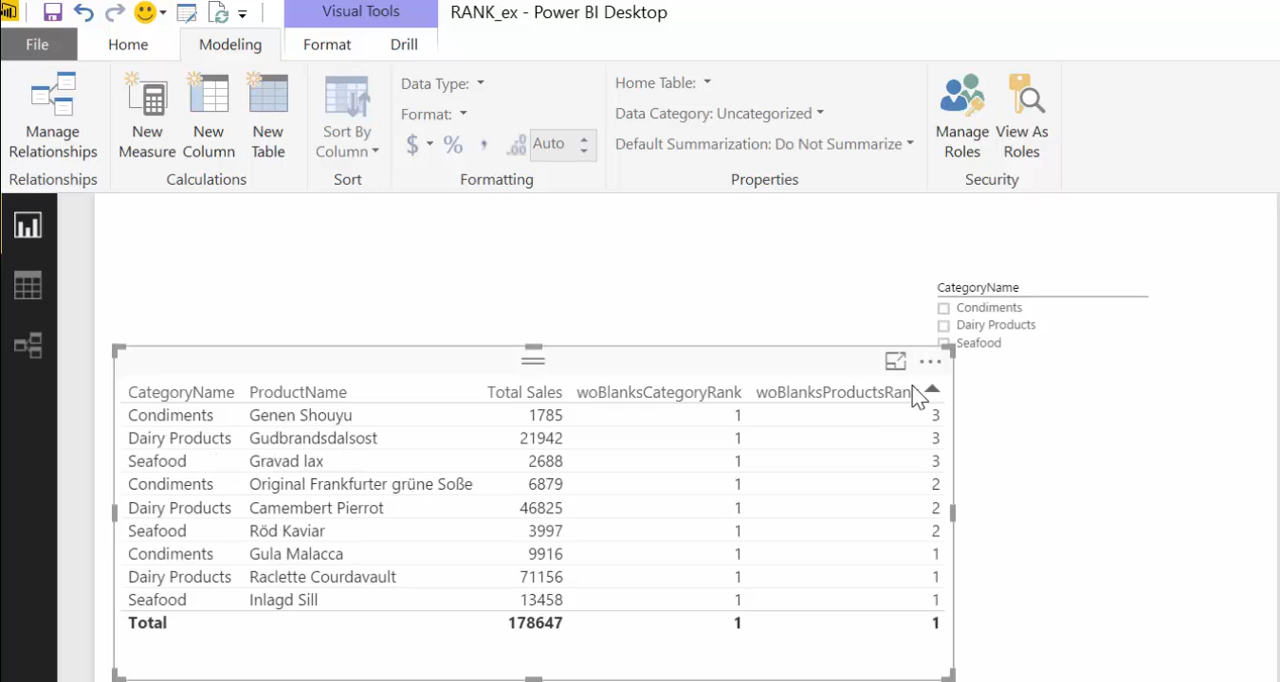 Visual Tools
RANK_ex - Power BI Desktop
File Home Modeling Format Drill
Manage Relationships
New Measure
New Column
New Table
Sort By Column
Data Type:
Format:
$ % , .00 Auto
Home Table:
Data Category: Uncategorized
Default Summarization: Do Not Summarize
Manage Roles
View As Roles
Relationships Calculations Sort Formatting Properties Security
CategoryName
Condiments
Dairy Products
Seafood
CategoryName ProductName Total Sales woBlanksCategoryRank woBlanksProductsRan
Condiments Genen Shouyu 1785 1 3
Dairy Products Gudbrandsdalsost 21942 1 3
Seafood Gravad lax 2688 1 3
Condiments Original Frankfurter grüne Soße 6879 1 2
Dairy Products Camembert Pierrot 46825 1 2
Seafood Röd Kaviar 3997 1 2
Condiments Gula Malacca 9916 1 1
Dairy Products Raclette Courdavault 71156 1 1
Seafood Inlagd Sill 13458 1 1
Total 178647 1 1